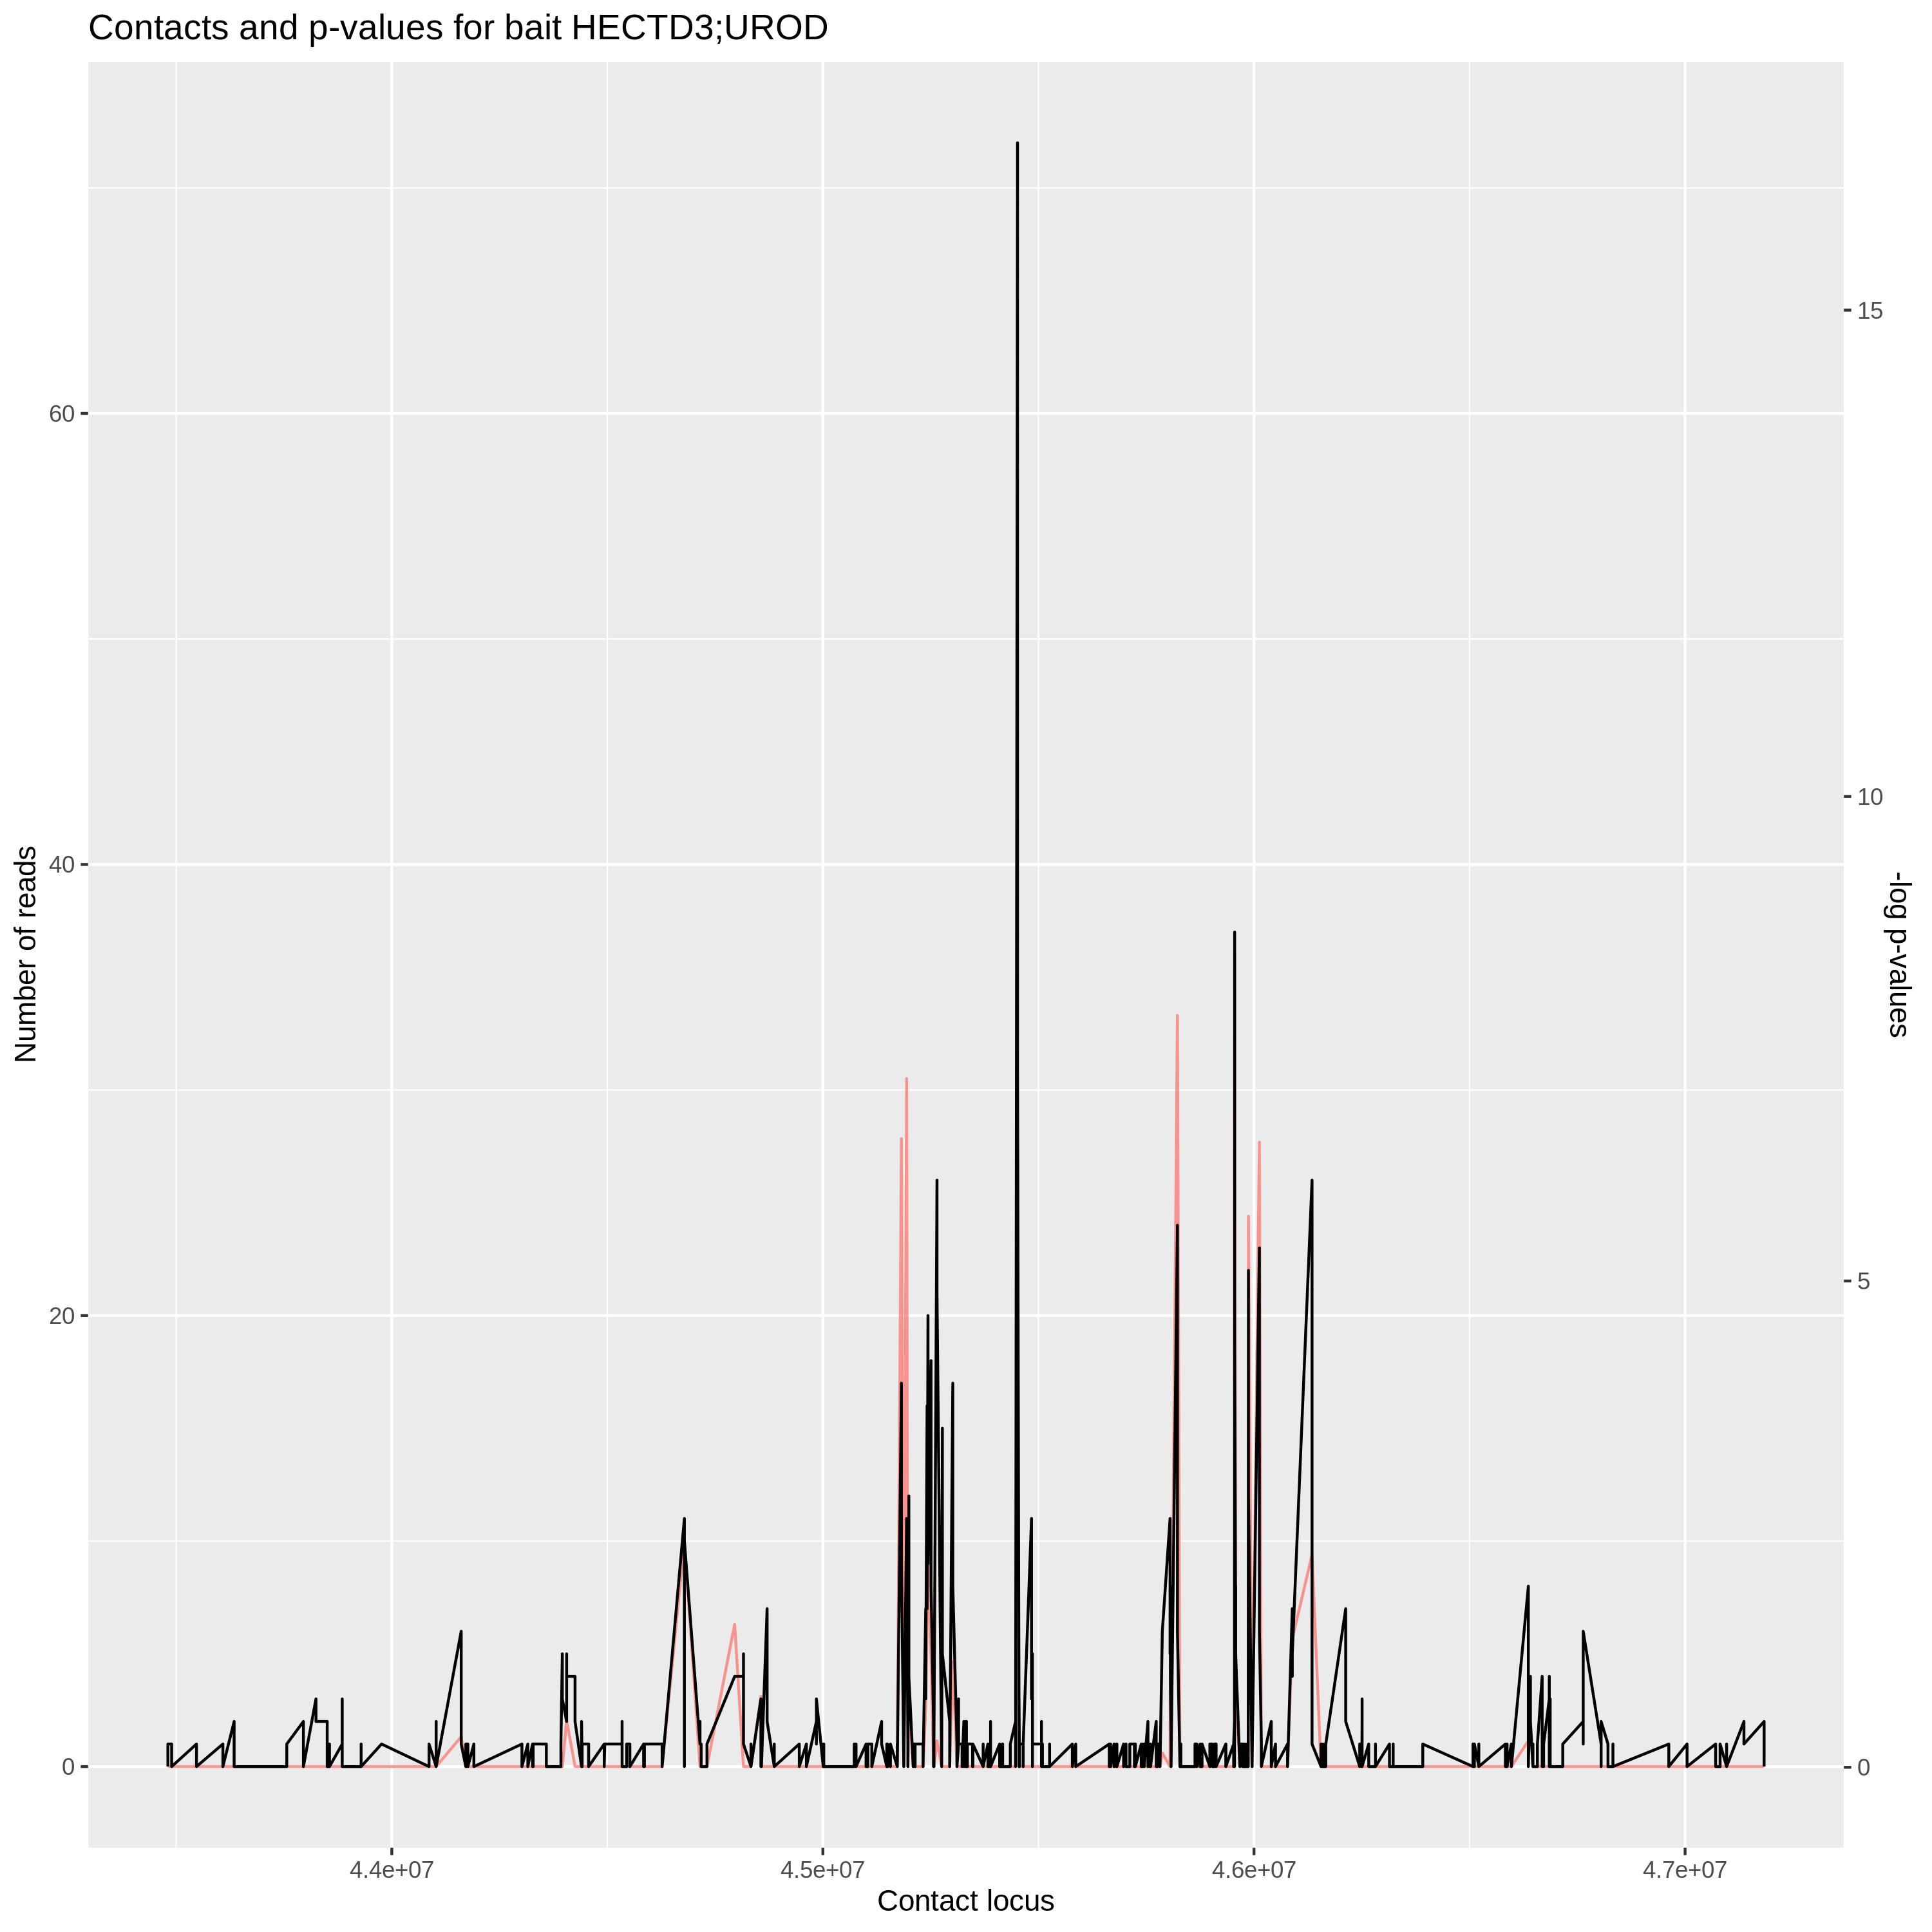 Contacts and p-values for bait HECTD3;UROD
Number of reads
60
40
20
0
15
10
5
0
-log p-values
4.4e+07 4.5e+07 4.6e+07 4.7e+07
Contact locus